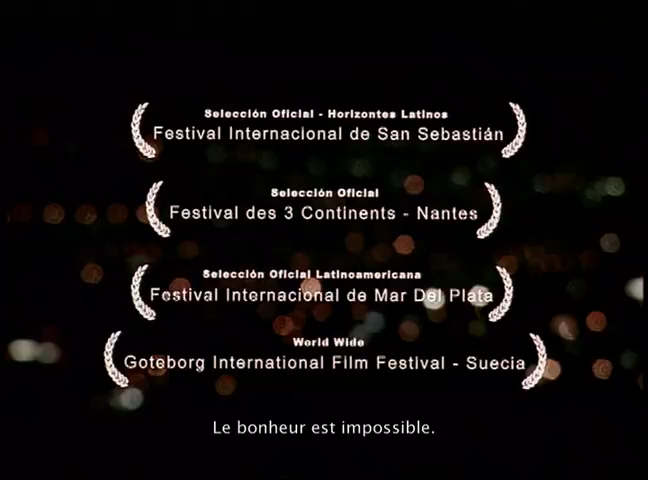 Selección Oficial - Horizontes Latinos
Festival Internacional de San Sebastián
Selección Oficial
Festival des 3 Continents - Nantes
Selección Oficial Latinoamericana
Festival Internacional de Mar Del Plata
World Wide
Goteborg International Film Festival - Suecia
Le bonheur est impossible.